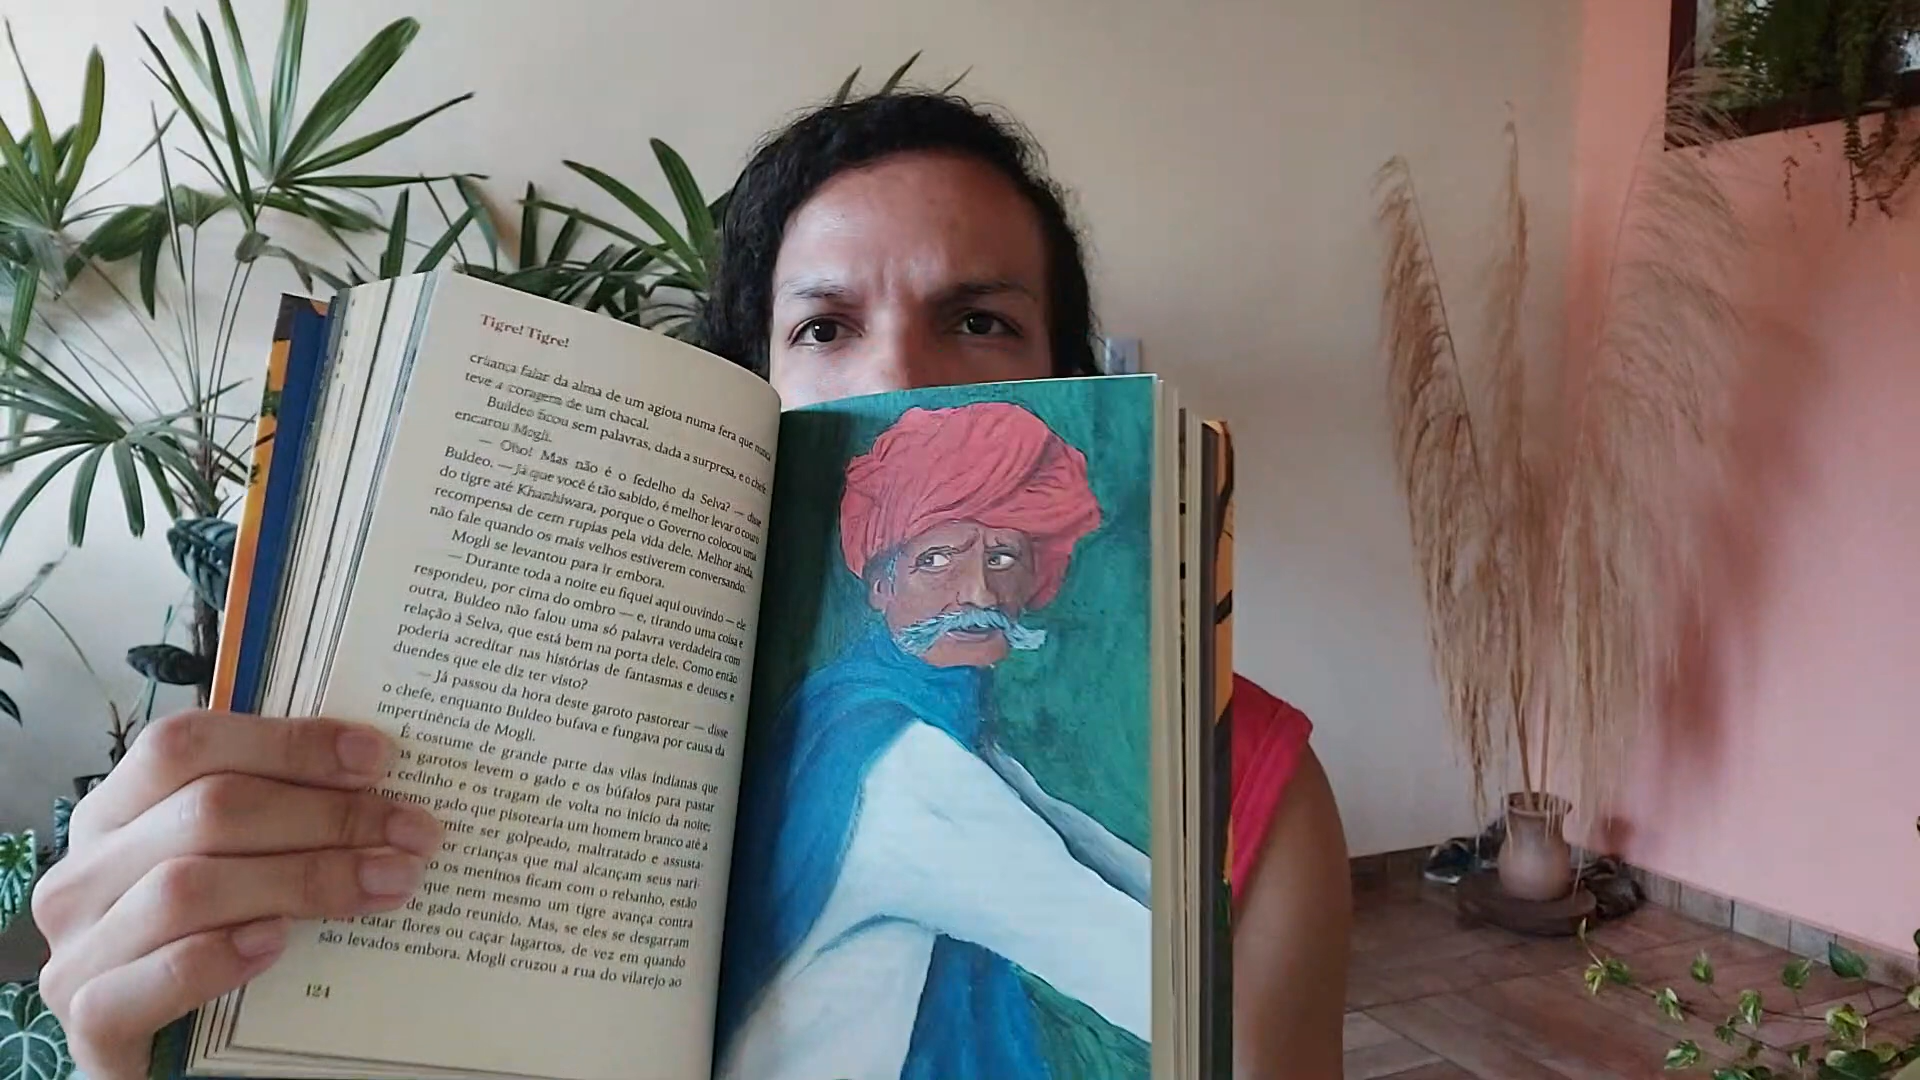 Tigre! Tigre!
criança falar da alma de um agiota numa fera que nunca
teve a coragem de um chacal.
Buldeo ficou sem palavras, dada a surpresa, e o chefe
encarou Mogli.
— Oho! Mas não é o fedelho da Selva? — disse
Buldeo. — Já que você é tão sabido, é melhor levar o couro
do tigre até Khanhiwara, porque o Governo colocou uma
recompensa de cem rupias pela vida dele. Melhor ainda,
não fale quando os mais velhos estiverem conversando.
Mogli se levantou para ir embora.
— Durante toda a noite eu fiquei aqui ouvindo — ele
respondeu, por cima do ombro — e, tirando uma coisa e
outra, Buldeo não falou uma só palavra verdadeira com
relação à Selva, que está bem na porta dele. Como então
poderia acreditar nas histórias de fantasmas e deuses e
duendes que ele diz ter visto?
— Já passou da hora deste garoto pastorear — disse
o chefe, enquanto Buldeo bufava e fungava por causa da
impertinência de Mogli.
É costume de grande parte das vilas indianas que
garotos levem o gado e os búfalos para pastar
cedinho e os tragam de volta no início da noite;
mesmo gado que pisotearia um homem branco até a
ser golpeado, maltratado e assusta-
crianças que mal alcançam seus nari-
os meninos ficam com o rebanho, estão
que nem mesmo um tigre avança contra
de gado reunido. Mas, se eles se desgarram
para catar flores ou caçar lagartos, de vez em quando
são levados embora. Mogli cruzou a rua do vilarejo ao
124